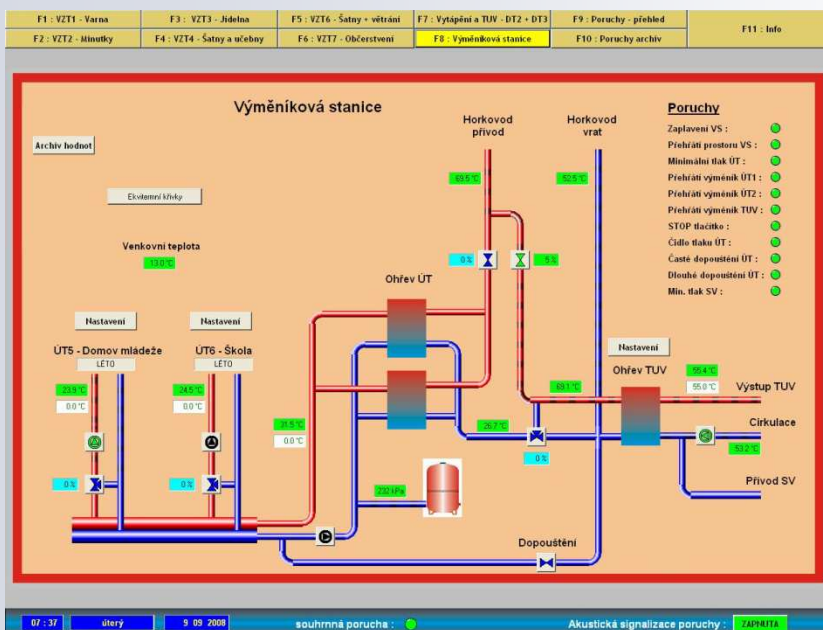 F1 : VZT1 - Varna
F3 : VZT3 - Jídelna
F5 : VZT6 - Šatny + větrání
F7 : Vytápění a TUV - DT2 + DT3
F9 : Poruchy - přehled
F11 : Info
F2 : VZT2 - Minutky
F4 : VZT4 - Šatny a učebny
F6 : VZT7 - Občerstvení
F8 : Výměníková stanice
F10 : Poruchy archiv
Výměníková stanice
Horkovod přívod
Horkovod vrat
Poruchy
Zaplavení VS :
Přehřátí prostoru VS :
Minimální tlak ÚT :
Přehřátí výměník ÚT1 :
Přehřátí výměník ÚT2 :
Přehřátí výměník TUV :
STOP tlačítko :
Čidlo tlaku ÚT :
Časté dopouštění ÚT :
Dlouhé dopouštění ÚT :
Min. tlak SV :
Archiv hodnot
Ekvitermní křivky
69.5 °C
52.5 °C
Venkovní teplota
13.0 °C
0 %
5 %
Ohřev ÚT
Nastavení
Nastavení
Nastavení
ÚT5 - Domov mládeže
LÉTO
ÚT6 - Škola
LÉTO
Ohřev TUV
23.9 °C
0.0 °C
24.5 °C
0.0 °C
31.5 °C
0.0 °C
26.7 °C
69.1 °C
55.4 °C
55.0 °C
Výstup TUV
Cirkulace
53.2 °C
0 %
0 %
0 %
232 kPa
Přívod SV
Dopouštění
07 : 37
úterý
9 09 2008
souhrnná porucha :
Akustická signalizace poruchy :
ZAPNUTA